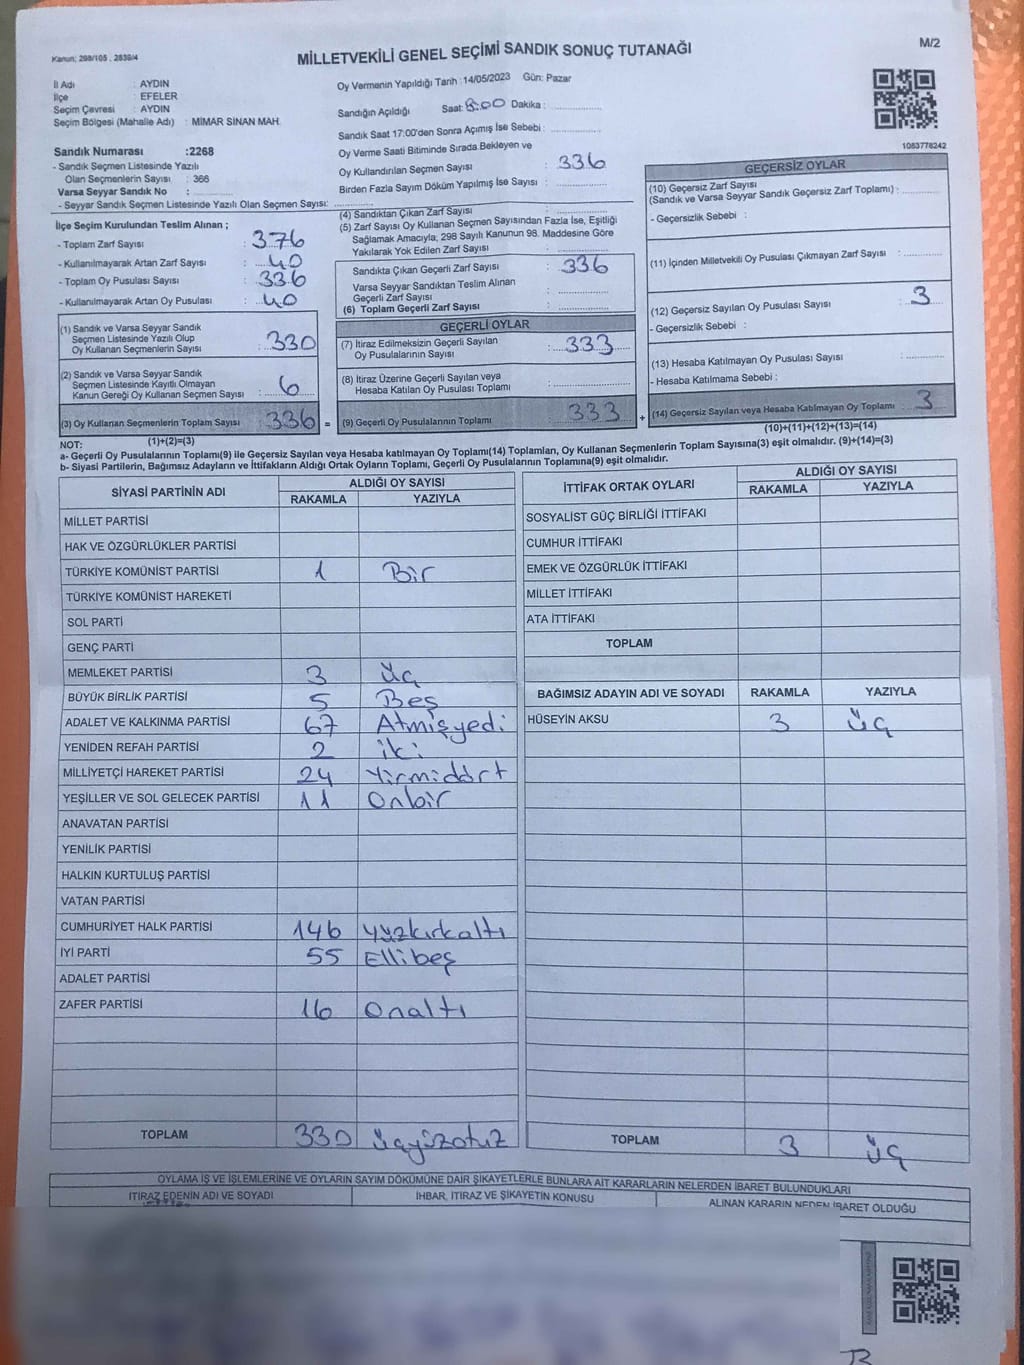 Kanun: 298/105 , 2839/4
MİLLETVEKİLİ GENEL SEÇİMİ SANDIK SONUÇ TUTANAĞI
M/2
İl Adı : AYDIN
İlçe : EFELER
Seçim Çevresi : AYDIN
Seçim Bölgesi (Mahalle Adı) : MİMAR SİNAN MAH.
Oy Vermenin Yapıldığı Tarih :14/05/2023 Gün: Pazar
Sandığın Açıldığı Saat: 8:00 Dakika :
Sandık Saat 17:00'den Sonra Açımış İse Sebebi :
Oy Verme Saati Bitiminde Sırada Bekleyen ve
Oy Kullandırılan Seçmen Sayısı : 336
Birden Fazla Sayım Döküm Yapılmış İse Sayısı :
1083778242
Sandık Numarası :2268
- Sandık Seçmen Listesinde Yazılı
Olan Seçmenlerin Sayısı : 366
Varsa Seyyar Sandık No :
- Seyyar Sandık Seçmen Listesinde Yazılı Olan Seçmen Sayısı:
İlçe Seçim Kurulundan Teslim Alınan ;
- Toplam Zarf Sayısı : 376
- Kullanılmayarak Artan Zarf Sayısı : 40
- Toplam Oy Pusulası Sayısı : 336
- Kullanılmayarak Artan Oy Pusulası : 40
(1) Sandık ve Varsa Seyyar Sandık
Seçmen Listesinde Yazılı Olup
Oy Kullanan Seçmenlerin Sayısı : 330
(2) Sandık ve Varsa Seyyar Sandık
Seçmen Listesinde Kayıtlı Olmayan
Kanun Gereği Oy Kullanan Seçmen Sayısı : 6
(3) Oy Kullanan Seçmenlerin Toplam Sayısı : 336 =
(4) Sandıktan Çıkan Zarf Sayısı :
(5) Zarf Sayısı Oy Kullanan Seçmen Sayısından Fazla İse, Eşitliği
Sağlamak Amacıyla, 298 Sayılı Kanunun 98. Maddesine Göre
Yakılarak Yok Edilen Zarf Sayısı :
Sandıkta Çıkan Geçerli Zarf Sayısı : 336
Varsa Seyyar Sandıktan Teslim Alınan
Geçerli Zarf Sayısı :
(6) Toplam Geçerli Zarf Sayısı :
GEÇERLİ OYLAR
(7) İtiraz Edilmeksizin Geçerli Sayılan
Oy Pusulalarının Sayısı : 333
(8) İtiraz Üzerine Geçerli Sayılan veya
Hesaba Katılan Oy Pusulası Toplamı :
(9) Geçerli Oy Pusulalarının Toplamı : 333 +
GEÇERSİZ OYLAR
(10) Geçersiz Zarf Sayısı
(Sandık ve Varsa Seyyar Sandık Geçersiz Zarf Toplamı) :
- Geçersizlik Sebebi :
(11) İçinden Milletvekili Oy Pusulası Çıkmayan Zarf Sayısı :
(12) Geçersiz Sayılan Oy Pusulası Sayısı : 3
- Geçersizlik Sebebi :
(13) Hesaba Katılmayan Oy Pusulası Sayısı :
- Hesaba Katılmama Sebebi :
(14) Geçersiz Sayılan veya Hesaba Katılmayan Oy Toplamı : 3
NOT: (1)+(2)=(3)
(10)+(11)+(12)+(13)=(14)
a- Geçerli Oy Pusulasının Toplamı(9) ile Geçersiz Sayılan veya Hesaba katılmayan Oy Toplamı(14) Toplamları, Oy Kullanan Seçmenlerin Toplam Sayısına(3) eşit olmalıdır. (9)+(14)=(3)
b- Siyasi Partilerin, Bağımsız Adayların ve İttifakların Aldığı Ortak Oyların Toplamı, Geçerli Oy Pusulalarının Toplamına(9) eşit olmalıdır.
SİYASİ PARTİNİN ADI ALDIĞI OY SAYISI
RAKAMLA YAZIYLA
MİLLET PARTİSİ
HAK VE ÖZGÜRLÜKLER PARTİSİ
TÜRKİYE KOMÜNİST PARTİSİ 1 Bir
TÜRKİYE KOMÜNİST HAREKETİ
SOL PARTİ
GENÇ PARTİ
MEMLEKET PARTİSİ 3 Üç
BÜYÜK BİRLİK PARTİSİ 5 Beş
ADALET VE KALKINMA PARTİSİ 67 Atmışyedi
YENİDEN REFAH PARTİSİ 2 İki
MİLLİYETÇİ HAREKET PARTİSİ 24 Yirmidört
YEŞİLLER VE SOL GELECEK PARTİSİ 11 Onbir
ANAVATAN PARTİSİ
YENİLİK PARTİSİ
HALKIN KURTULUŞ PARTİSİ
VATAN PARTİSİ
CUMHURİYET HALK PARTİSİ 146 yüzkırkaltı
İYİ PARTİ 55 Ellibeş
ADALET PARTİSİ
ZAFER PARTİSİ 16 Onaltı
TOPLAM 330 üçyüzotuz
İTTİFAK ORTAK OYLARI ALDIĞI OY SAYISI
RAKAMLA YAZIYLA
SOSYALİST GÜÇ BİRLİĞİ İTTİFAKI
CUMHUR İTTİFAKI
EMEK VE ÖZGÜRLÜK İTTİFAKI
MİLLET İTTİFAKI
ATA İTTİFAKI
TOPLAM
BAĞIMSIZ ADAYIN ADI VE SOYADI RAKAMLA YAZIYLA
HÜSEYİN AKSU 3 Üç
TOPLAM 3 Üç
OYLAMA İŞ VE İŞLEMLERİNE VE OYLARIN SAYIM DÖKÜMÜNE DAİR ŞİKAYETLERLE BUNLARA AİT KARARLARIN NELERDEN İBARET BULUNDUKLARI
İTİRAZ EDENİN ADI VE SOYADI İHBAR, İTİRAZ VE ŞİKAYETİN KONUSU ALINAN KARARIN NEDEN İBARET OLDUĞU